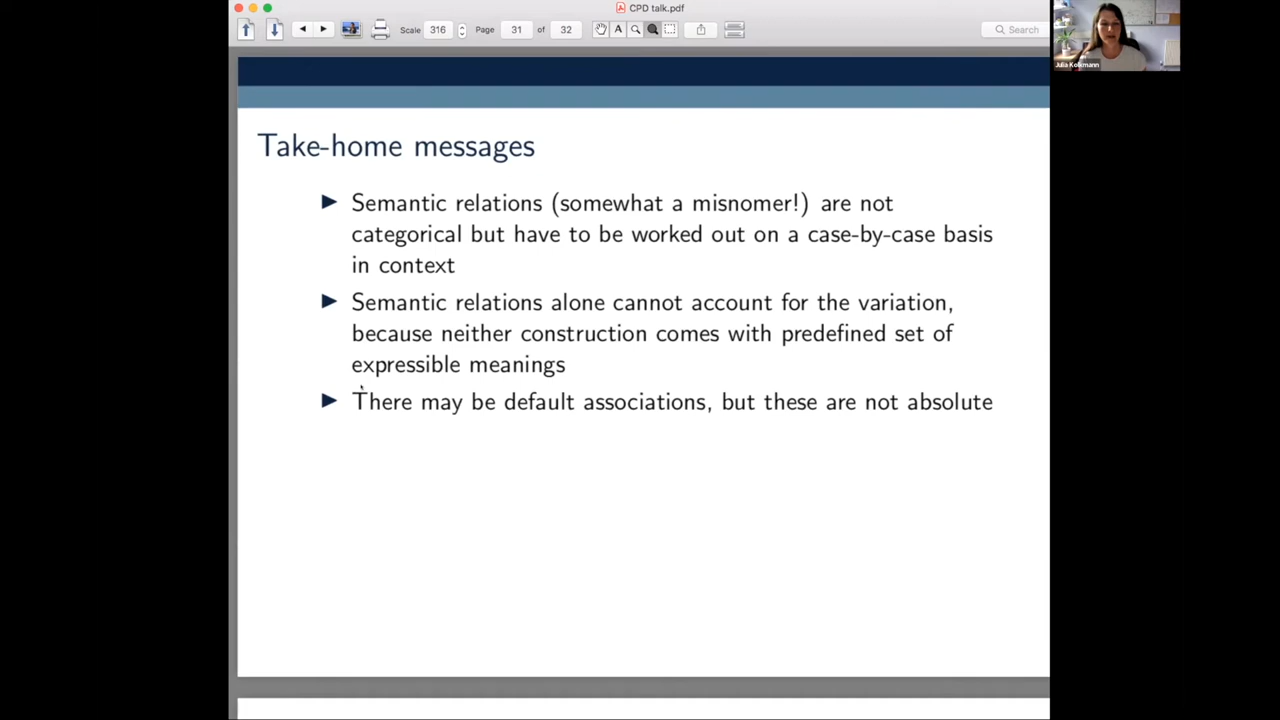 CPD talk.pdf
Scale 316 Page 31 of 32 Search
Julia Kolkmann
Take-home messages
Semantic relations (somewhat a misnomer!) are not
categorical but have to be worked out on a case-by-case basis
in context
Semantic relations alone cannot account for the variation,
because neither construction comes with predefined set of
expressible meanings
There may be default associations, but these are not absolute